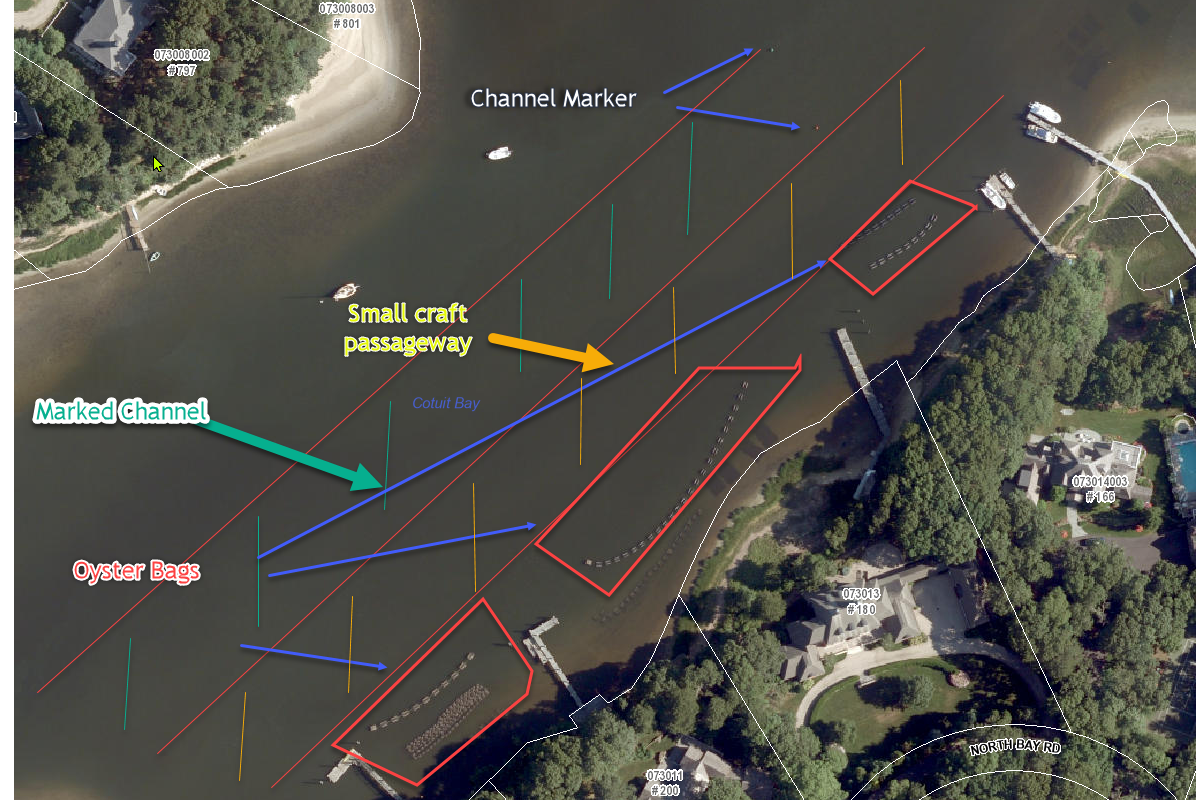 073008003
# 801
073008002
# 797
Channel Marker
Small craft
passageway
Cotuit Bay
Marked Channel
073014003
# 166
Oyster Bags
073013
# 180
NORTH BAY RD
073011
# 200